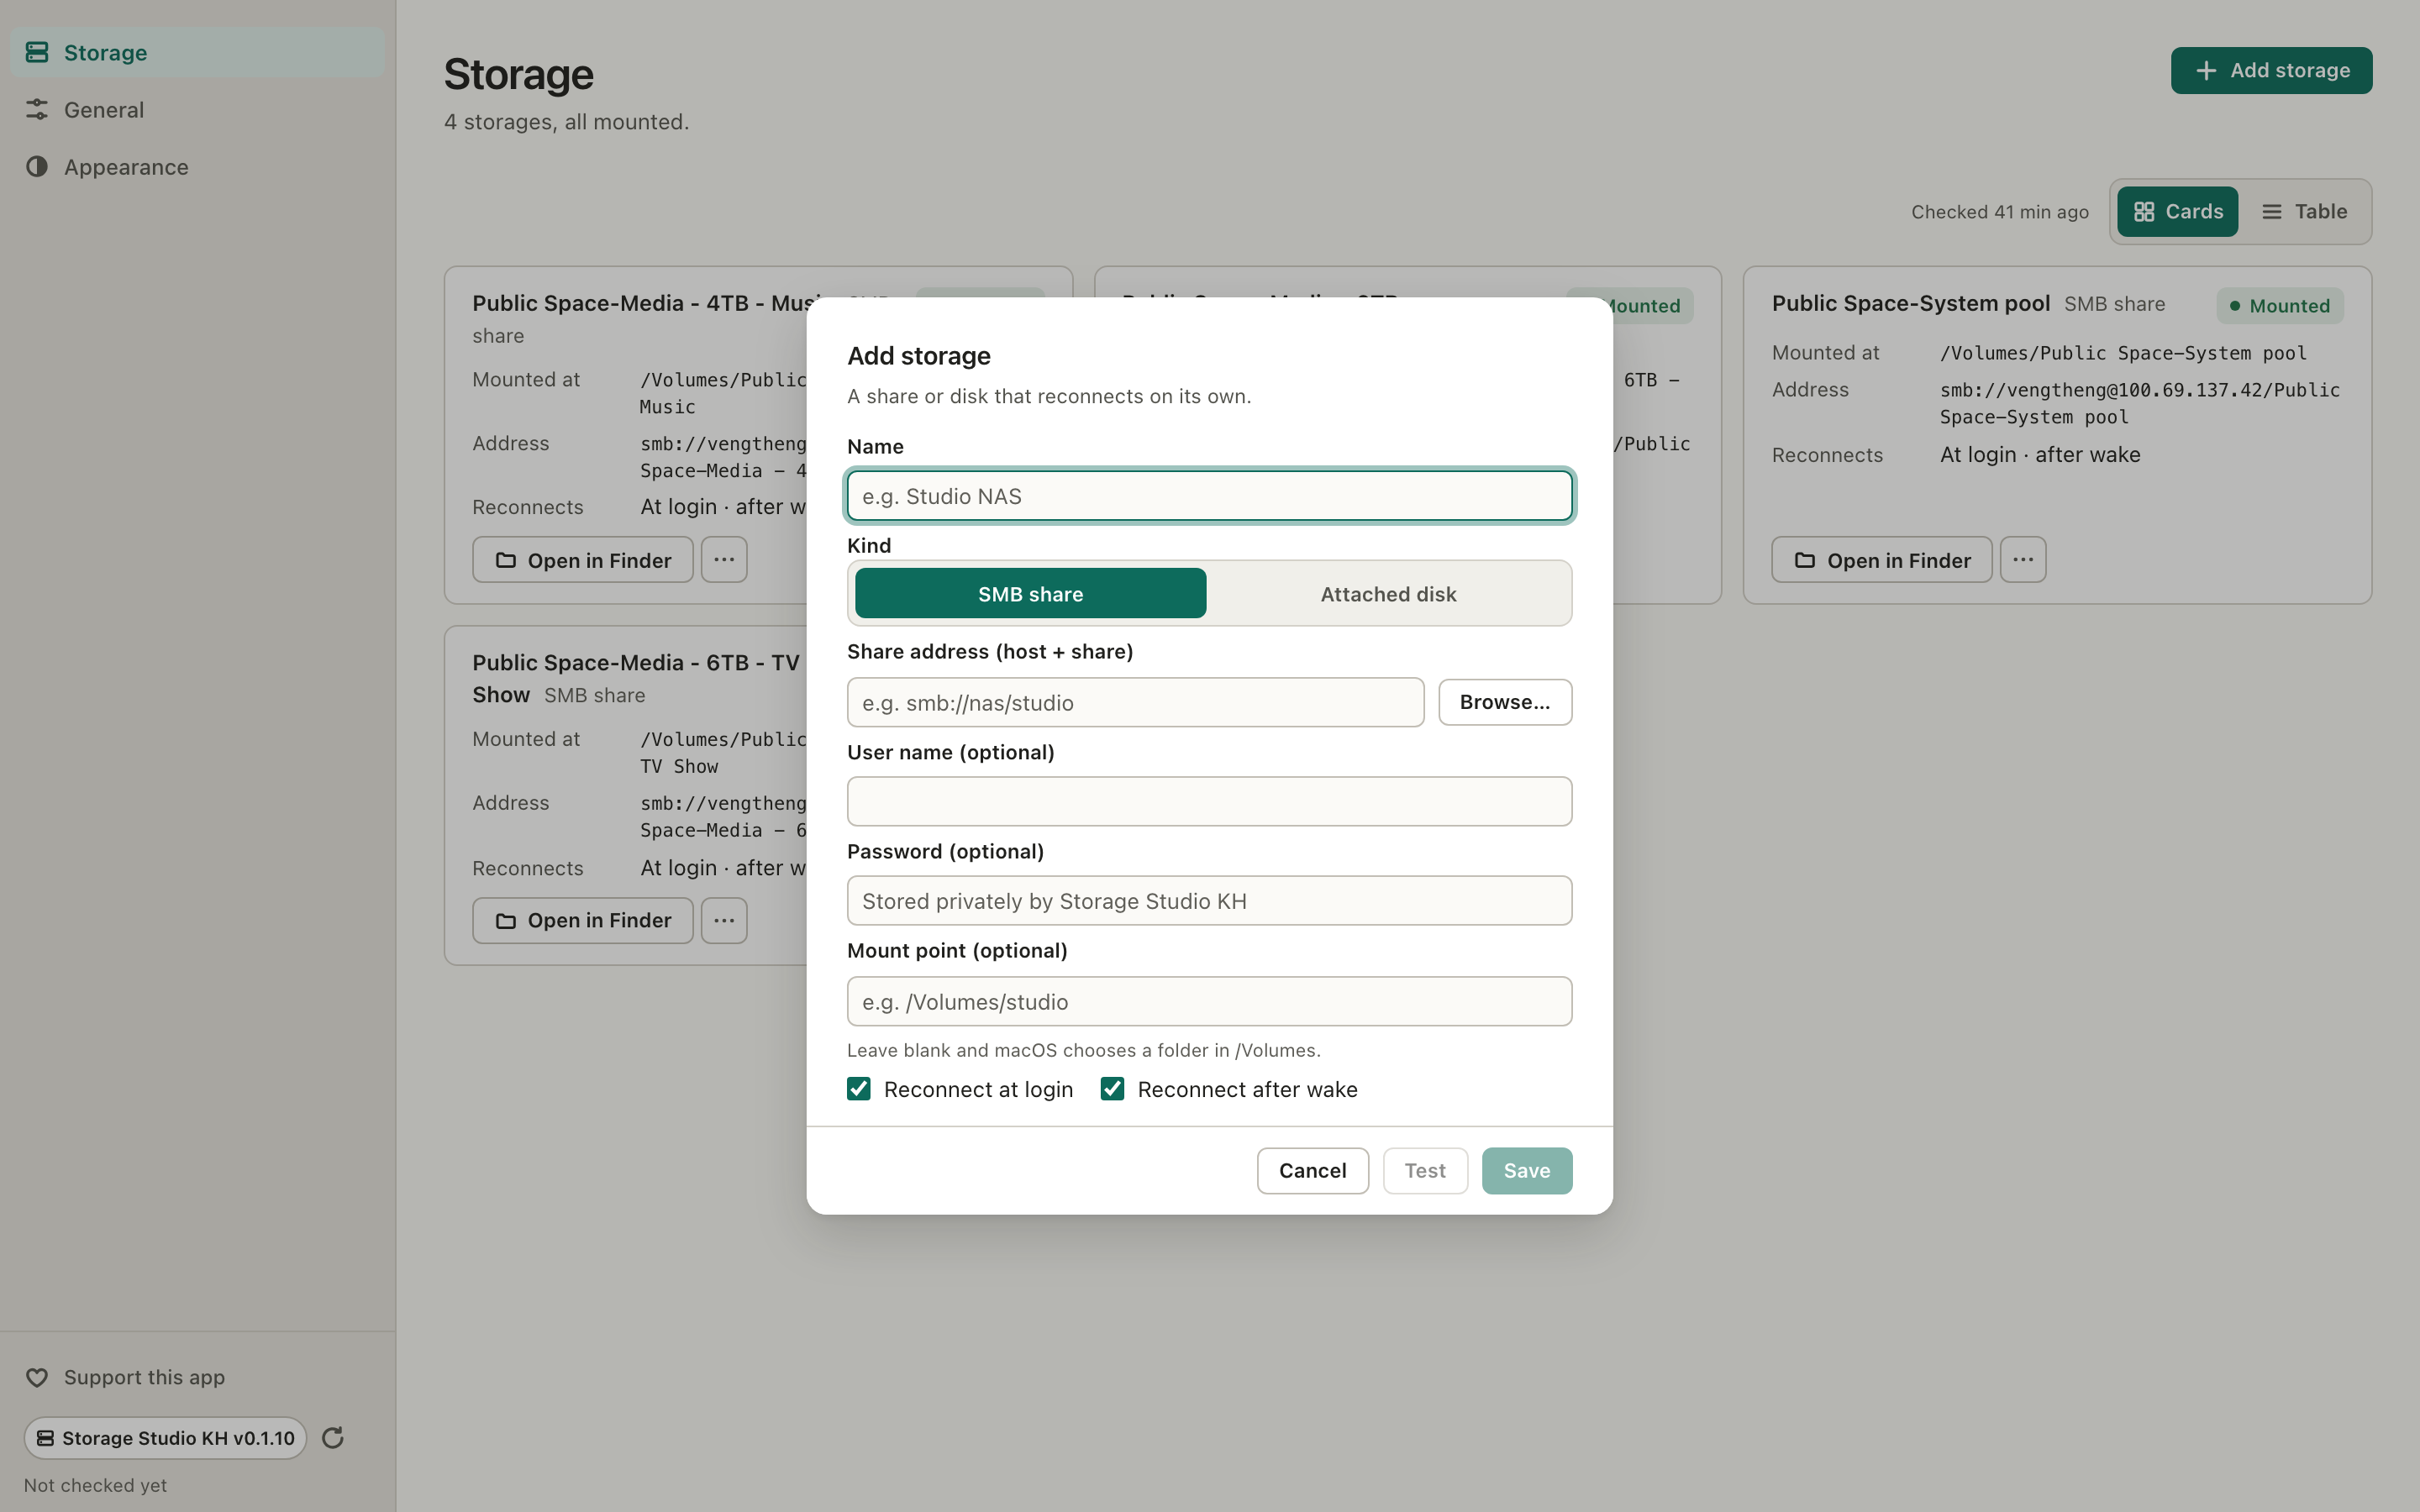 Storage
General
Appearance
Support this app
Storage Studio KH v0.1.10
Not checked yet
Storage
4 storages, all mounted.
Add storage
Checked 41 min ago
Cards
Table
Public Space-Media - 4TB - Music
share
Mounted at
/Volumes/Public
Music
Address
smb://vengtheng
Space-Media - 4
Reconnects
At login · after w
Open in Finder
Mounted
6TB -
/Public
Public Space-System pool SMB share
Mounted
Mounted at
/Volumes/Public Space-System pool
Address
smb://vengtheng@100.69.137.42/Public
Space-System pool
Reconnects
At login · after wake
Open in Finder
Public Space-Media - 6TB - TV
Show SMB share
Mounted at
/Volumes/Public
TV Show
Address
smb://vengtheng
Space-Media - 6
Reconnects
At login · after w
Open in Finder
Add storage
A share or disk that reconnects on its own.
Name
e.g. Studio NAS
Kind
SMB share
Attached disk
Share address (host + share)
e.g. smb://nas/studio
Browse...
User name (optional)
Password (optional)
Stored privately by Storage Studio KH
Mount point (optional)
e.g. /Volumes/studio
Leave blank and macOS chooses a folder in /Volumes.
Reconnect at login
Reconnect after wake
Cancel
Test
Save